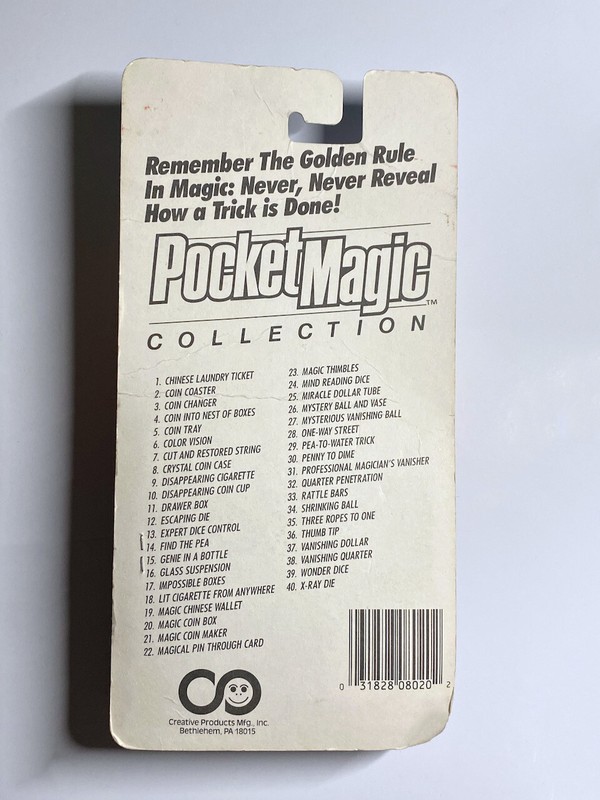 Remember The Golden Rule
In Magic: Never, Never Reveal
How a Trick is Done!
PocketMagic™
COLLECTION
1. CHINESE LAUNDRY TICKET
2. COIN COASTER
3. COIN CHANGER
4. COIN INTO NEST OF BOXES
5. COIN TRAY
6. COLOR VISION
7. CUT AND RESTORED STRING
8. CRYSTAL COIN CASE
9. DISAPPEARING CIGARETTE
10. DISAPPEARING COIN CUP
11. DRAWER BOX
12. ESCAPING DIE
13. EXPERT DICE CONTROL
14. FIND THE PEA
15. GENIE IN A BOTTLE
16. GLASS SUSPENSION
17. IMPOSSIBLE BOXES
18. LIT CIGARETTE FROM ANYWHERE
19. MAGIC CHINESE WALLET
20. MAGIC COIN BOX
21. MAGIC COIN MAKER
22. MAGICAL PIN THROUGH CARD
23. MAGIC THIMBLES
24. MIND READING DICE
25. MIRACLE DOLLAR TUBE
26. MYSTERY BALL AND VASE
27. MYSTERIOUS VANISHING BALL
28. ONE-WAY STREET
29. PEA-TO-WATER TRICK
30. PENNY TO DIME
31. PROFESSIONAL MAGICIAN'S VANISHER
32. QUARTER PENETRATION
33. RATTLE BARS
34. SHRINKING BALL
35. THREE ROPES TO ONE
36. THUMB TIP
37. VANISHING DOLLAR
38. VANISHING QUARTER
39. WONDER DICE
40. X-RAY DIE
Creative Products Mfg., Inc.
Bethlehem, PA 18015
0 31828 08020 2